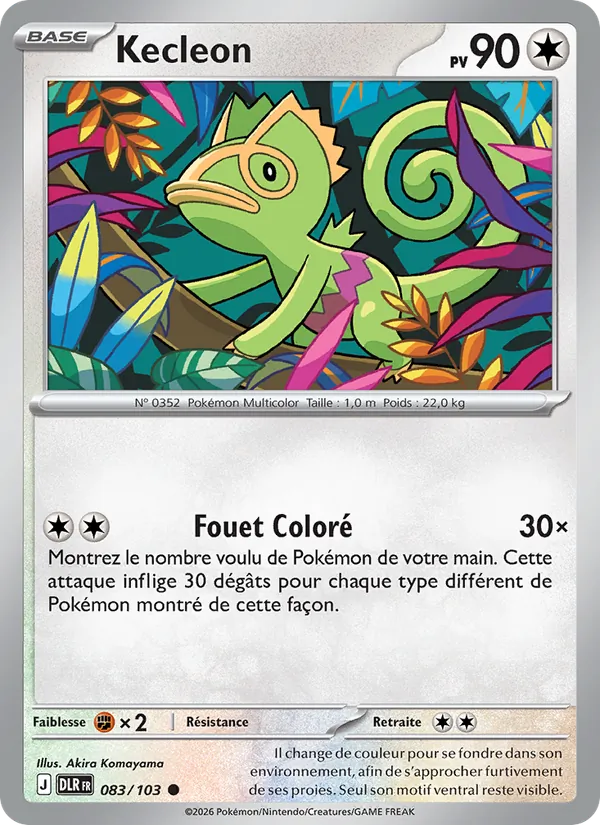 BASE
Kecleon
PV 90
N° 0352 Pokémon Multicolor Taille : 1,0 m Poids : 22,0 kg
Fouet Coloré 30×
Montrez le nombre voulu de Pokémon de votre main. Cette
attaque inflige 30 dégâts pour chaque type différent de
Pokémon montré de cette façon.
Faiblesse ×2 Résistance Retraite
Illus. Akira Komayama
Il change de couleur pour se fondre dans son
environnement, afin de s'approcher furtivement
de ses proies. Seul son motif ventral reste visible.
J DLR FR 083/103
©2026 Pokémon/Nintendo/Creatures/GAME FREAK